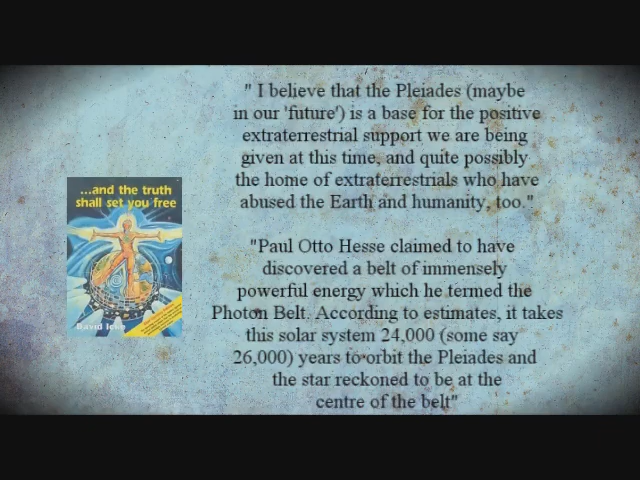 ...and the truth
shall set you free
David Icke
" I believe that the Pleiades (maybe
in our 'future') is a base for the positive
extraterrestrial support we are being
given at this time, and quite possibly
the home of extraterrestrials who have
abused the Earth and humanity, too."
"Paul Otto Hesse claimed to have
discovered a belt of immensely
powerful energy which he termed the
Photon Belt. According to estimates, it takes
this solar system 24,000 (some say
26,000) years to orbit the Pleiades and
the star reckoned to be at the
centre of the belt"